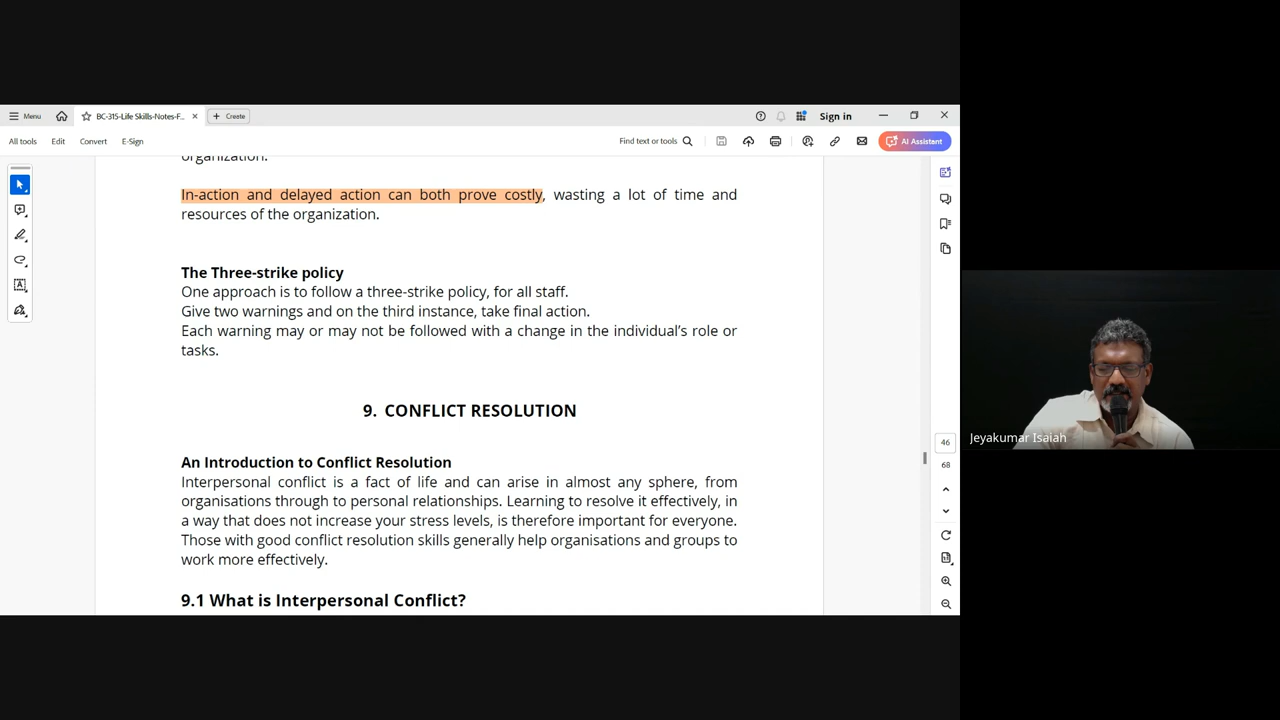 Menu
BC-315-Life Skills-Notes-F...
Create
Sign in
All tools
Edit
Convert
E-Sign
Find text or tools
AI Assistant
organization.
In-action and delayed action can both prove costly, wasting a lot of time and
resources of the organization.
The Three-strike policy
One approach is to follow a three-strike policy, for all staff.
Give two warnings and on the third instance, take final action.
Each warning may or may not be followed with a change in the individual's role or
tasks.
9. CONFLICT RESOLUTION
An Introduction to Conflict Resolution
Interpersonal conflict is a fact of life and can arise in almost any sphere, from
organisations through to personal relationships. Learning to resolve it effectively, in
a way that does not increase your stress levels, is therefore important for everyone.
Those with good conflict resolution skills generally help organisations and groups to
work more effectively.
9.1 What is Interpersonal Conflict?
46
68
Jeyakumar Isaiah